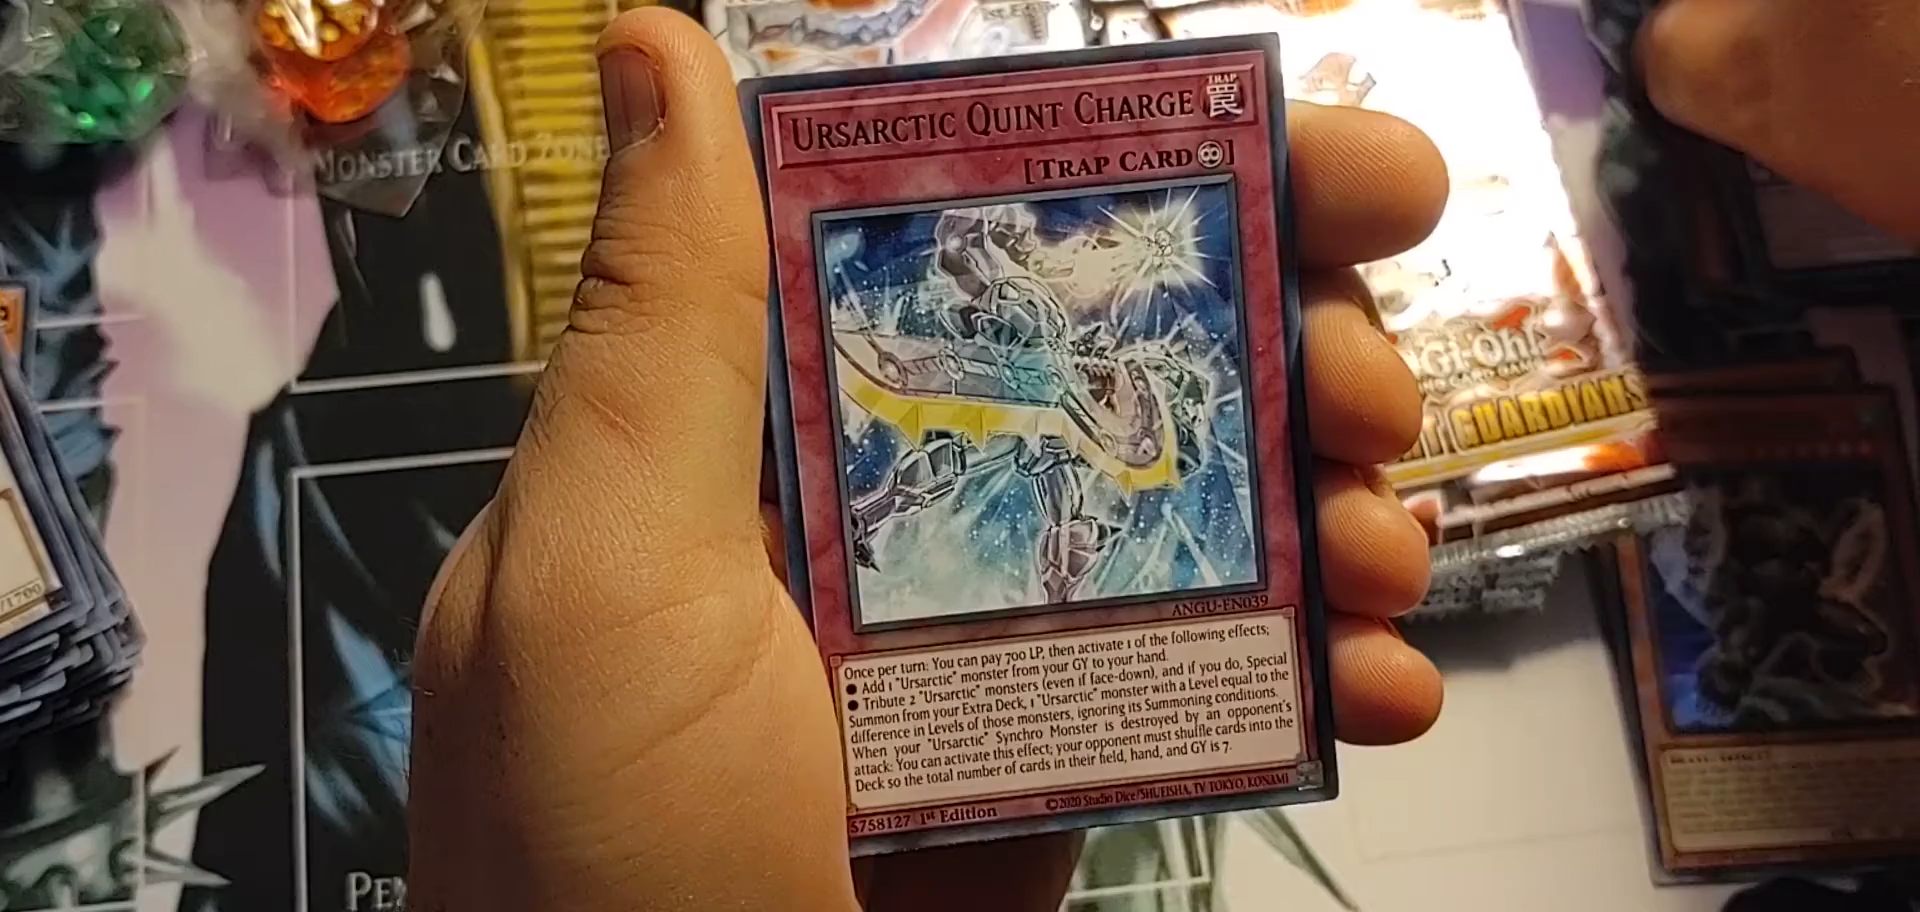 URSARCTIC QUINT CHARGE
TRAP
罠
[TRAP CARD]
ANGU-EN039
Once per turn: You can pay 700 LP, then activate 1 of the following effects;
● Add 1 "Ursarctic" monster from your GY to your hand.
● Tribute 2 "Ursarctic" monsters (even if face-down), and if you do, Special
Summon from your Extra Deck, 1 "Ursarctic" monster with a Level equal to the
difference in Levels of those monsters, ignoring its Summoning conditions.
When your "Ursarctic" Synchro Monster is destroyed by an opponent's
attack: You can activate this effect; your opponent must shuffle cards into the
Deck so the total number of cards in their field, hand, and GY is 7.
5758127 1st Edition
©2020 Studio Dice/SHUEISHA, TV TOKYO, KONAMI
MONSTER CARD ZONE
Gi-Oh!
GUARDIANS
/1700
PE